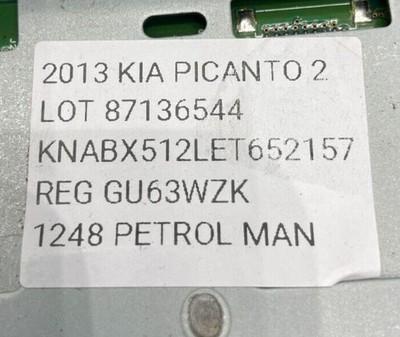 2013 KIA PICANTO 2
LOT 87136544
KNABX512LET652157
REG GU63WZK
1248 PETROL MAN